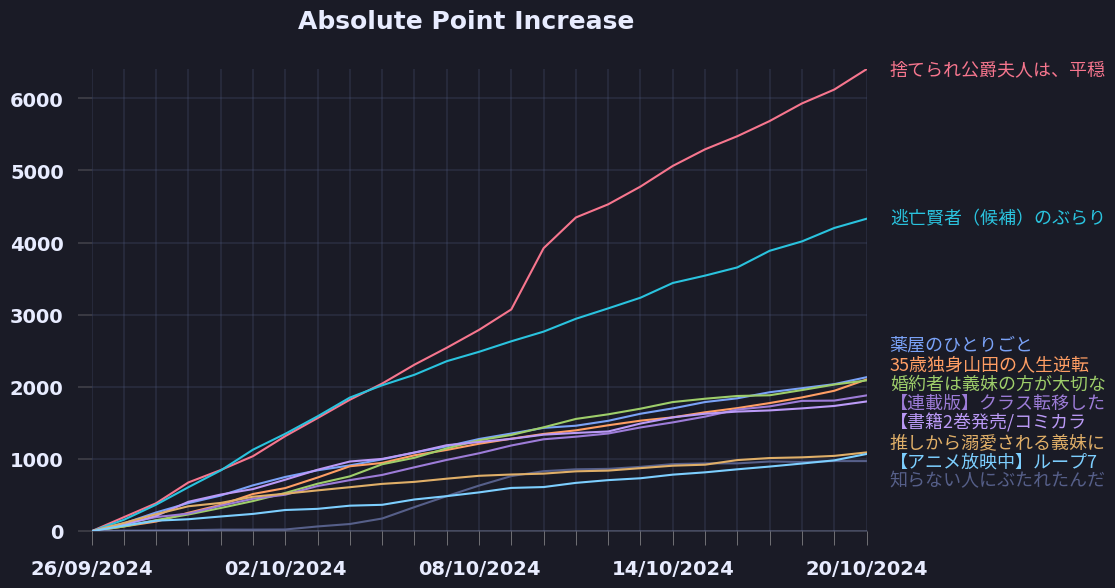 Absolute Point Increase
捨てられ公爵夫人は、平穏
6000
5000
逃亡賢者（候補）のぶらり
4000
3000
薬屋のひとりごと
35歳独身山田の人生逆転
2000
婚約者は義妹の方が大切な
【連載版】クラス転移した
【書籍2巻発売/コミカラ
推しから溺愛される義妹に
1000
【アニメ放映中】ループ7
知らない人にぶたれたんだ
0
26/09/2024 02/10/2024 08/10/2024 14/10/2024 20/10/2024